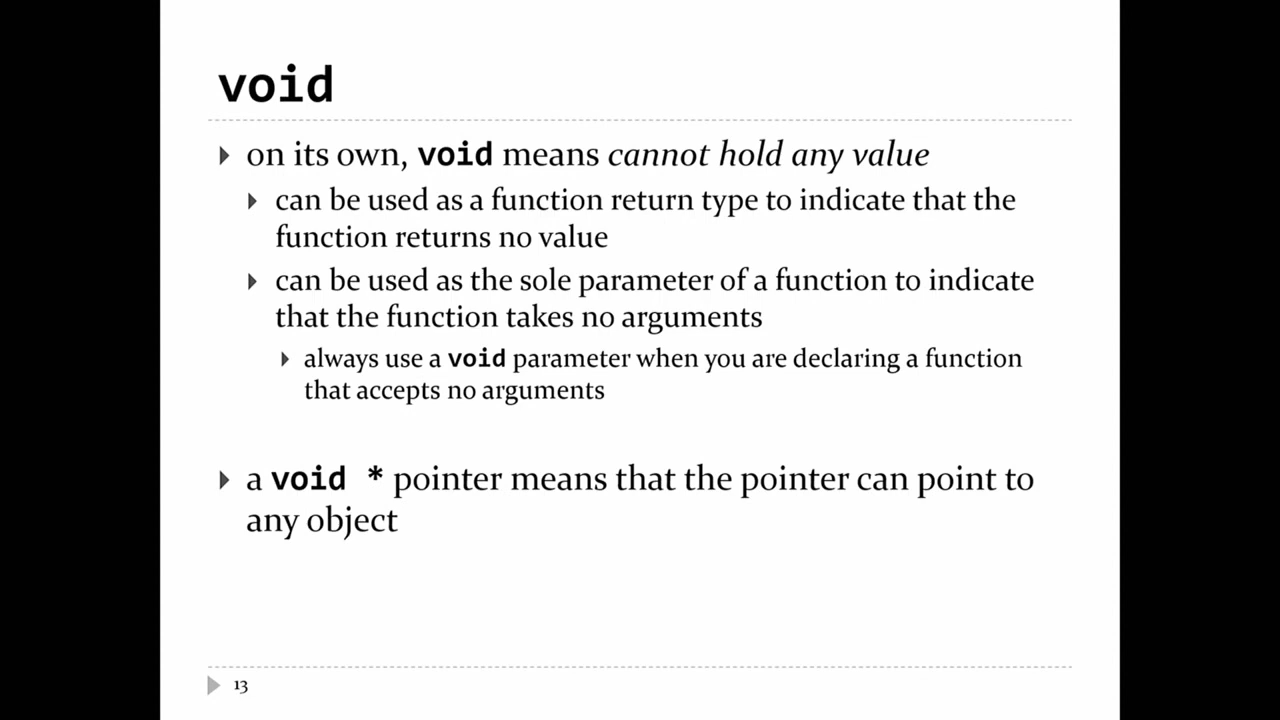 void
on its own, void means cannot hold any value
can be used as a function return type to indicate that the
function returns no value
can be used as the sole parameter of a function to indicate
that the function takes no arguments
always use a void parameter when you are declaring a function
that accepts no arguments
a void * pointer means that the pointer can point to
any object
13